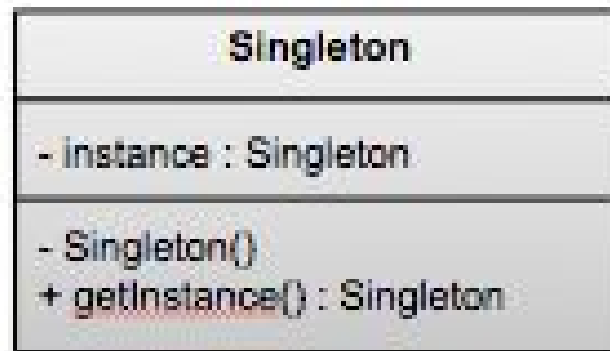 Singleton
- instance : Singleton
- Singleton()
+ getInstance() : Singleton